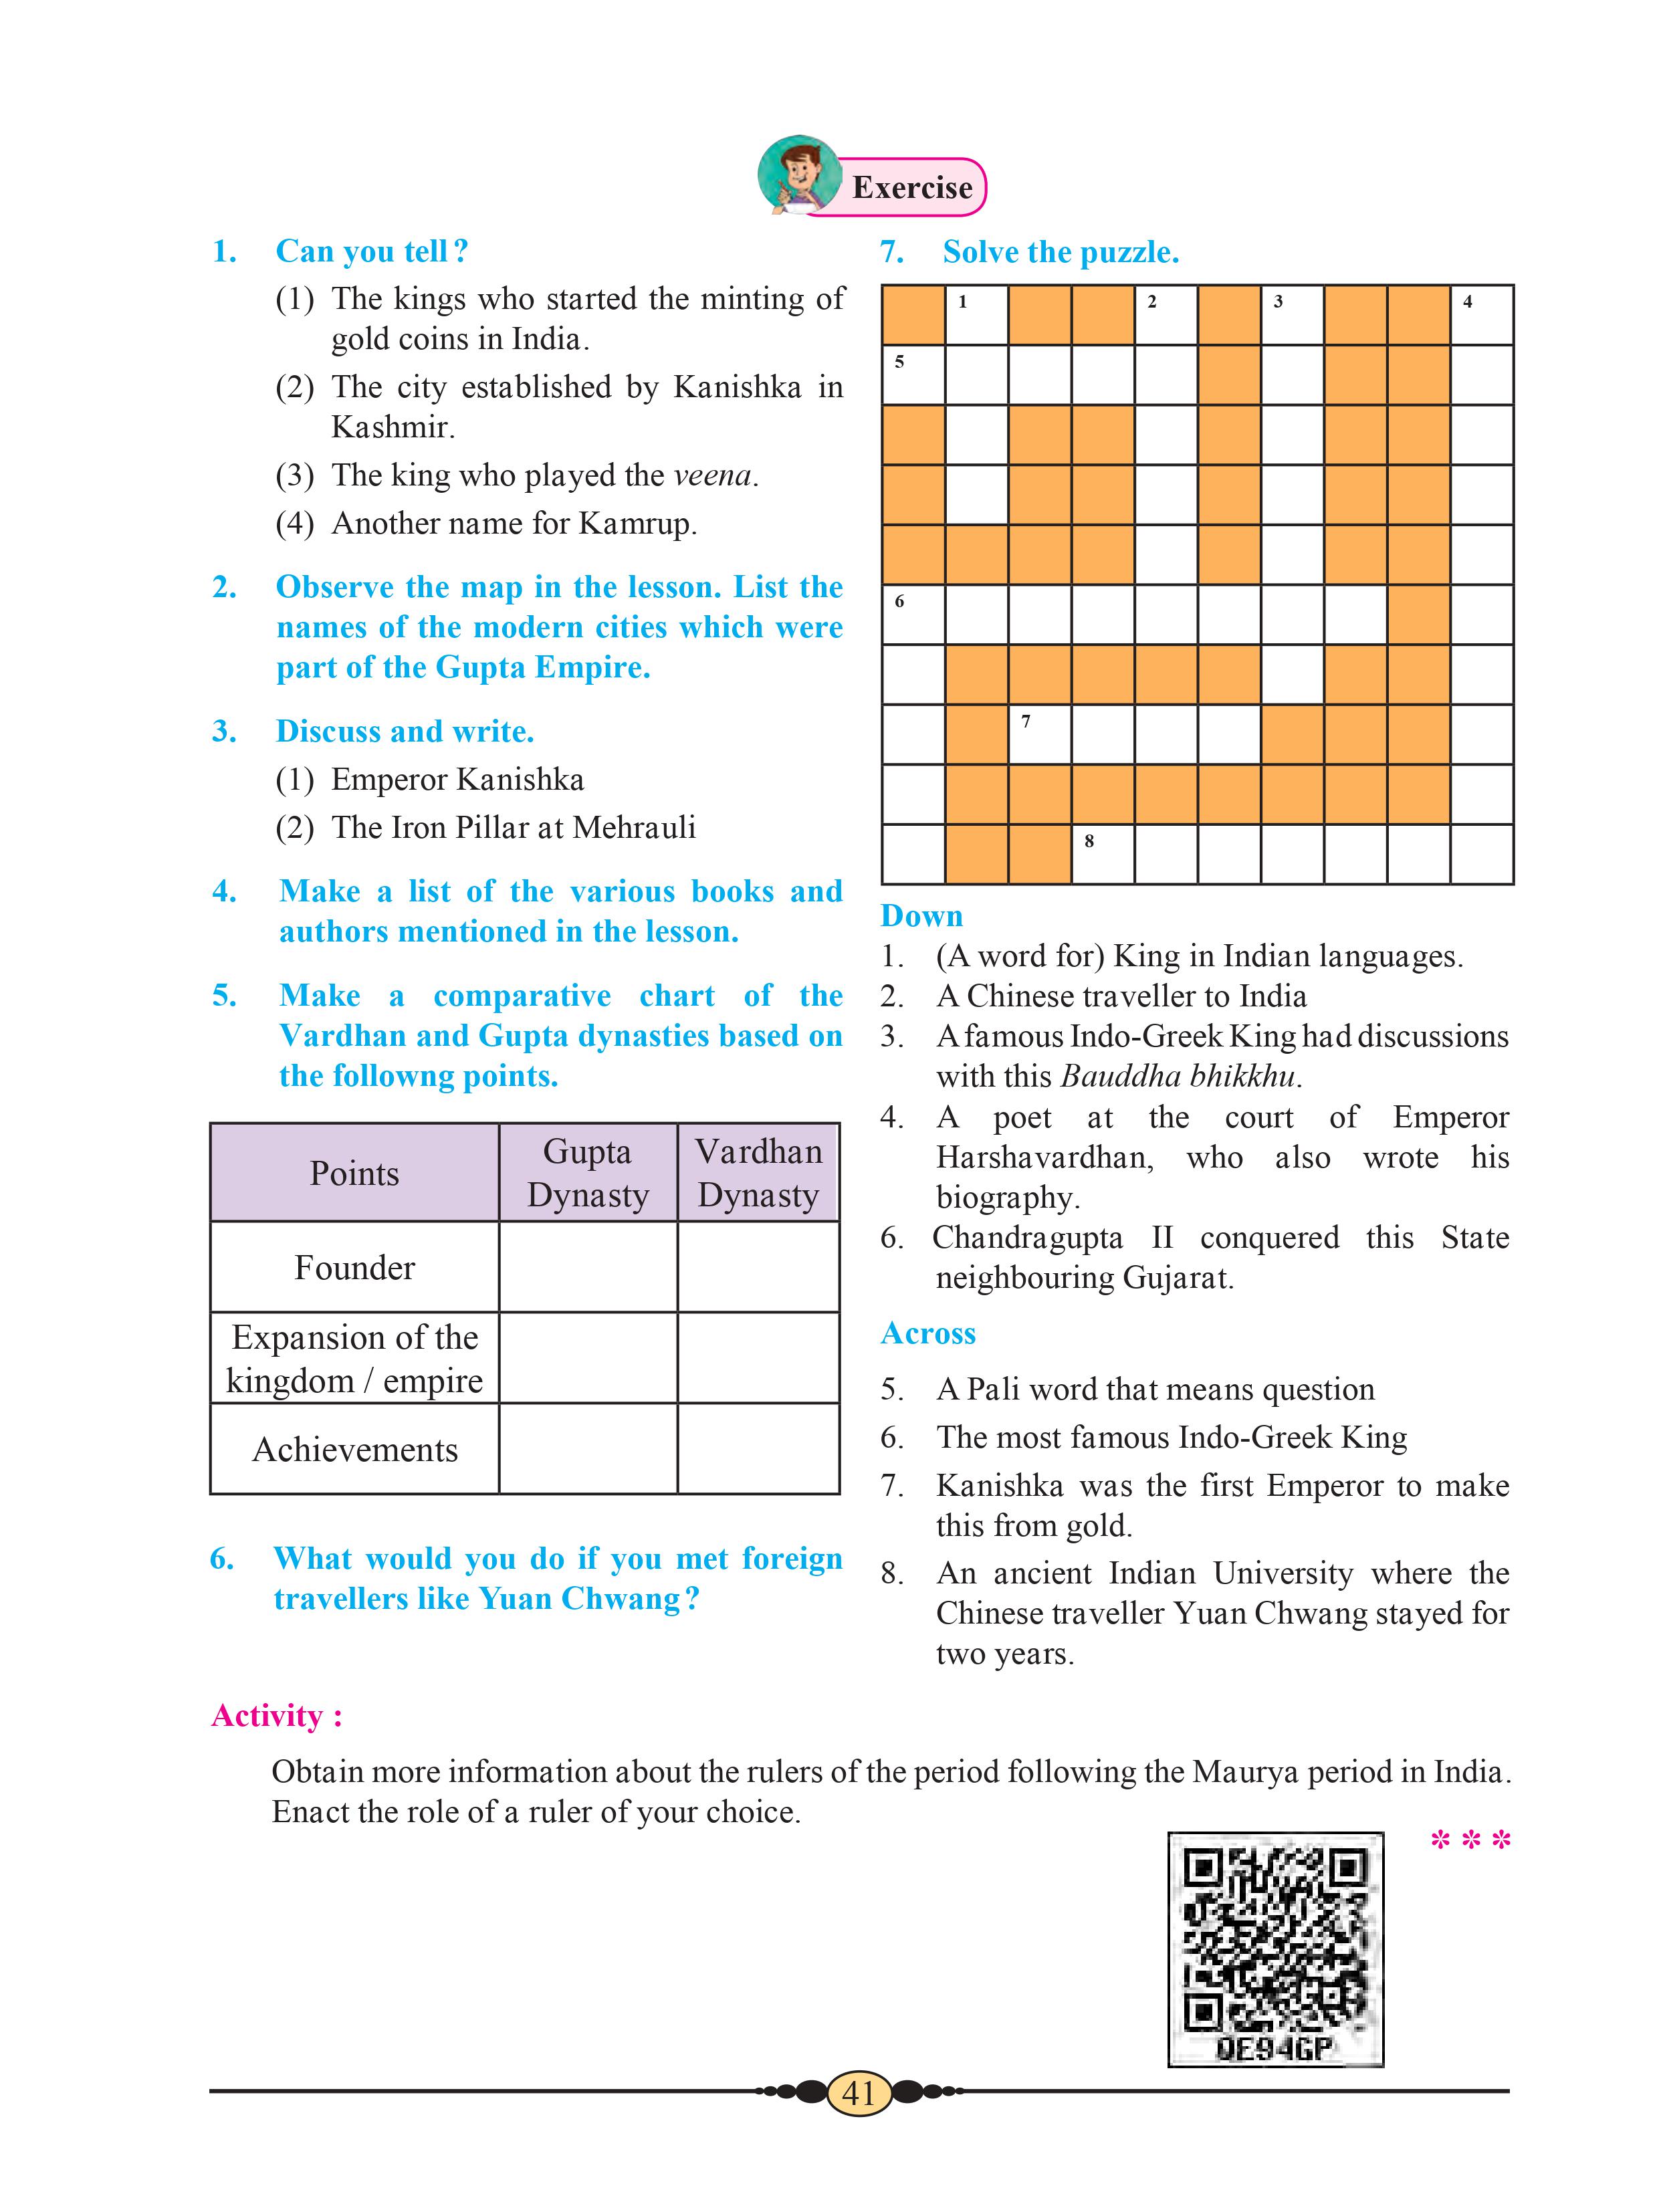 Exercise
1. Can you tell ?
(1) The kings who started the minting of
gold coins in India.
(2) The city established by Kanishka in
Kashmir.
(3) The king who played the veena.
(4) Another name for Kamrup.
2. Observe the map in the lesson. List the
names of the modern cities which were
part of the Gupta Empire.
3. Discuss and write.
(1) Emperor Kanishka
(2) The Iron Pillar at Mehrauli
4. Make a list of the various books and
authors mentioned in the lesson.
5. Make a comparative chart of the
Vardhan and Gupta dynasties based on
the followng points.
Points
Gupta
Dynasty
Vardhan
Dynasty
Founder
Expansion of the
kingdom / empire
Achievements
6. What would you do if you met foreign
travellers like Yuan Chwang ?
7. Solve the puzzle.
1 2 3 4
5
6
7
8
Down
1. (A word for) King in Indian languages.
2. A Chinese traveller to India
3. A famous Indo-Greek King had discussions
with this Bauddha bhikkhu.
4. A poet at the court of Emperor
Harshavardhan, who also wrote his
biography.
6. Chandragupta II conquered this State
neighbouring Gujarat.
Across
5. A Pali word that means question
6. The most famous Indo-Greek King
7. Kanishka was the first Emperor to make
this from gold.
8. An ancient Indian University where the
Chinese traveller Yuan Chwang stayed for
two years.
Activity :
Obtain more information about the rulers of the period following the Maurya period in India.
Enact the role of a ruler of your choice.
* * *
QE94GP
41